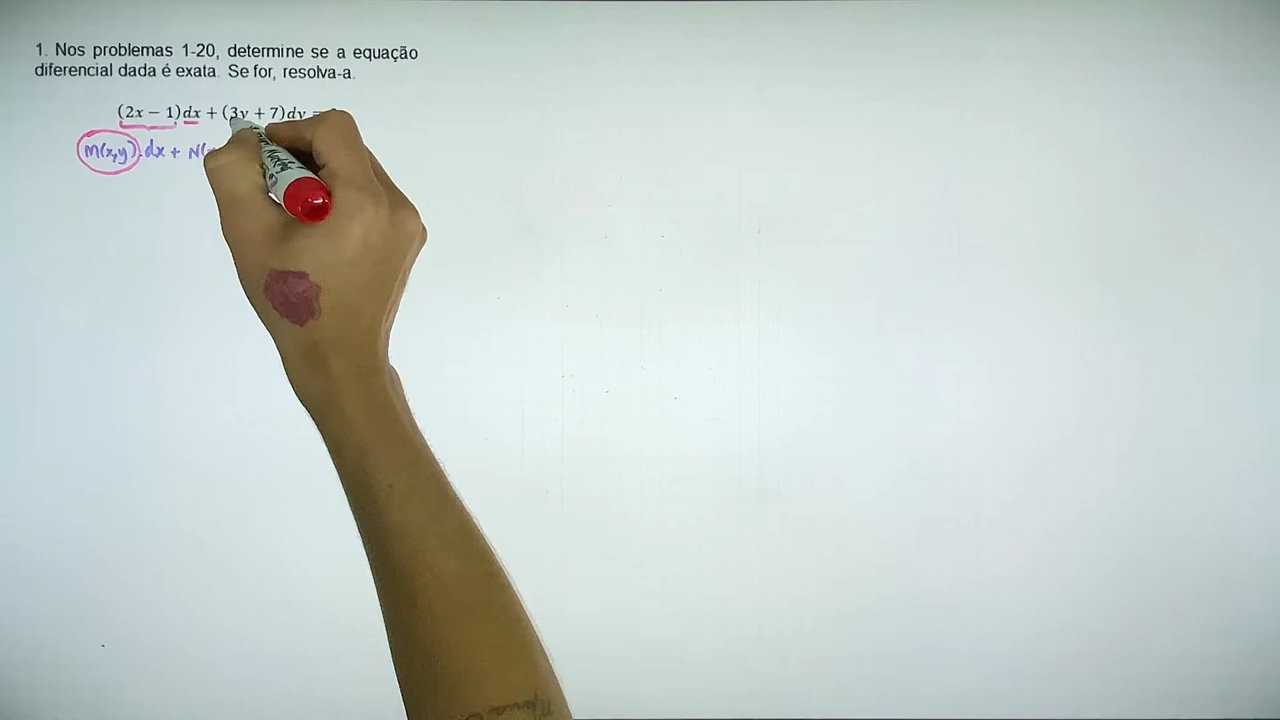 1. Nos problemas 1-20, determine se a equação
diferencial dada é exata. Se for, resolva-a.
(2x − 1)dx + (3y + 7)dy =
M(x,y).dx + N(